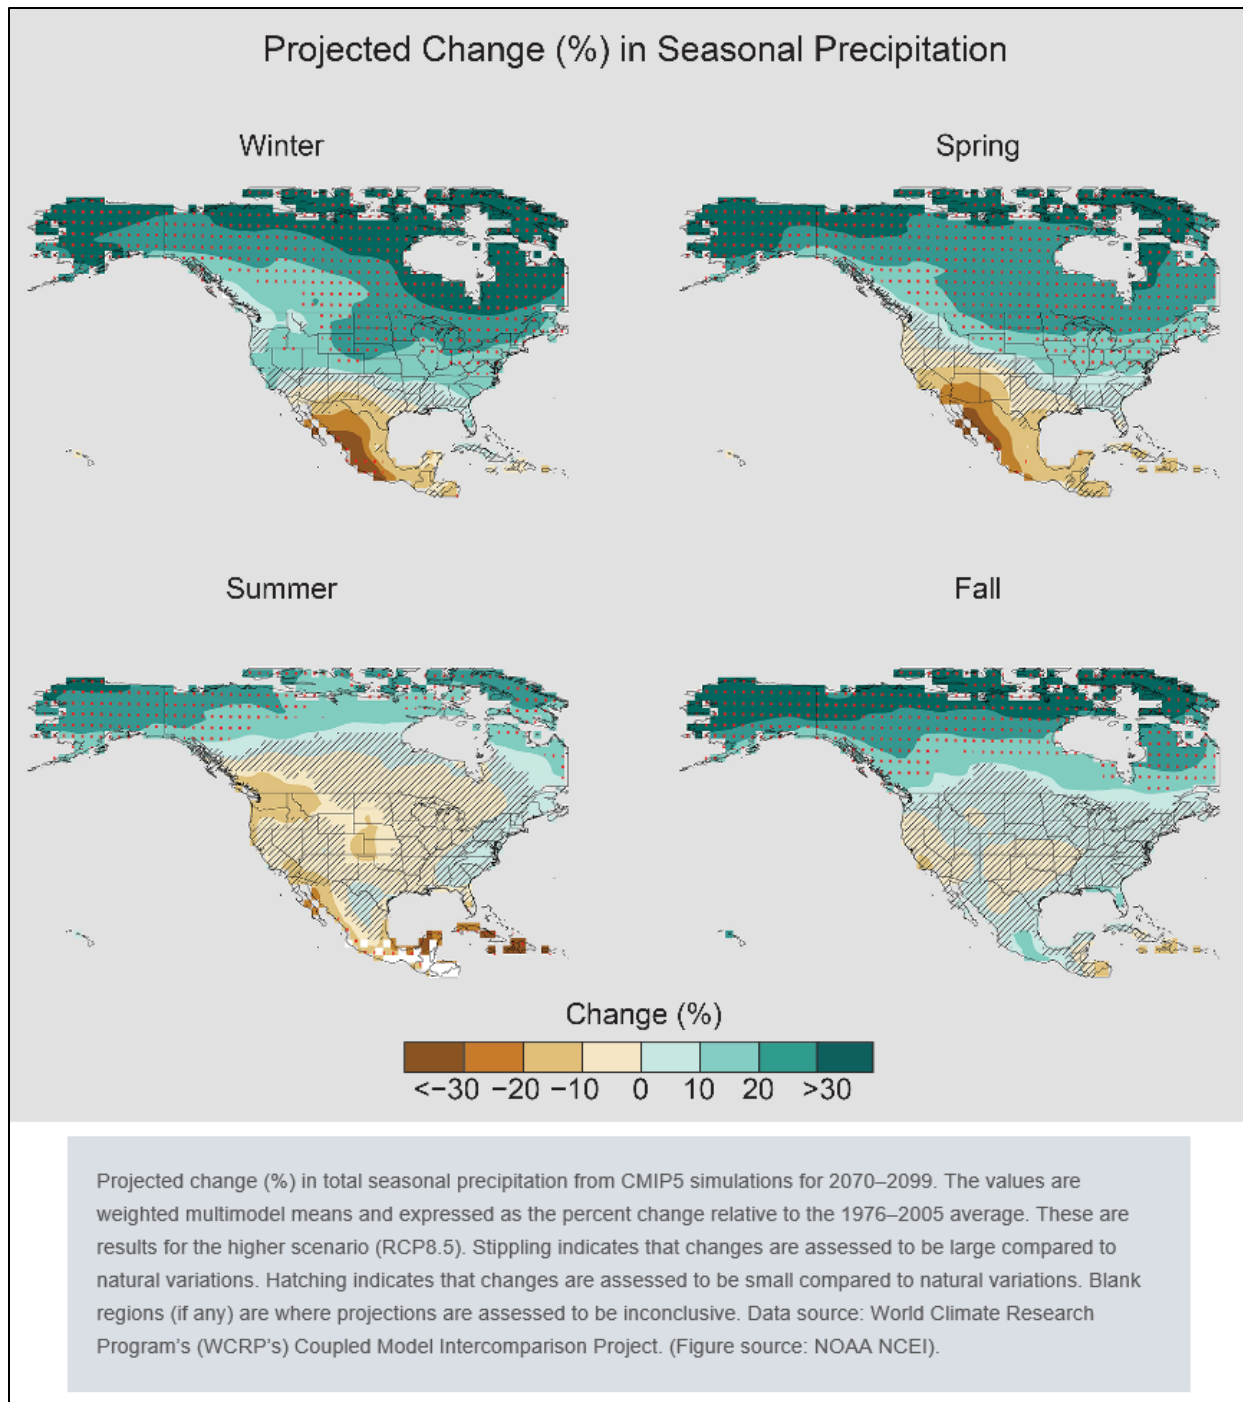 Projected Change (%) in Seasonal Precipitation
Winter
Spring
Summer
Fall
Change (%)
<−30 −20 −10 0 10 20 >30
Projected change (%) in total seasonal precipitation from CMIP5 simulations for 2070–2099. The values are
weighted multimodel means and expressed as the percent change relative to the 1976–2005 average. These are
results for the higher scenario (RCP8.5). Stippling indicates that changes are assessed to be large compared to
natural variations. Hatching indicates that changes are assessed to be small compared to natural variations. Blank
regions (if any) are where projections are assessed to be inconclusive. Data source: World Climate Research
Program’s (WCRP’s) Coupled Model Intercomparison Project. (Figure source: NOAA NCEI).